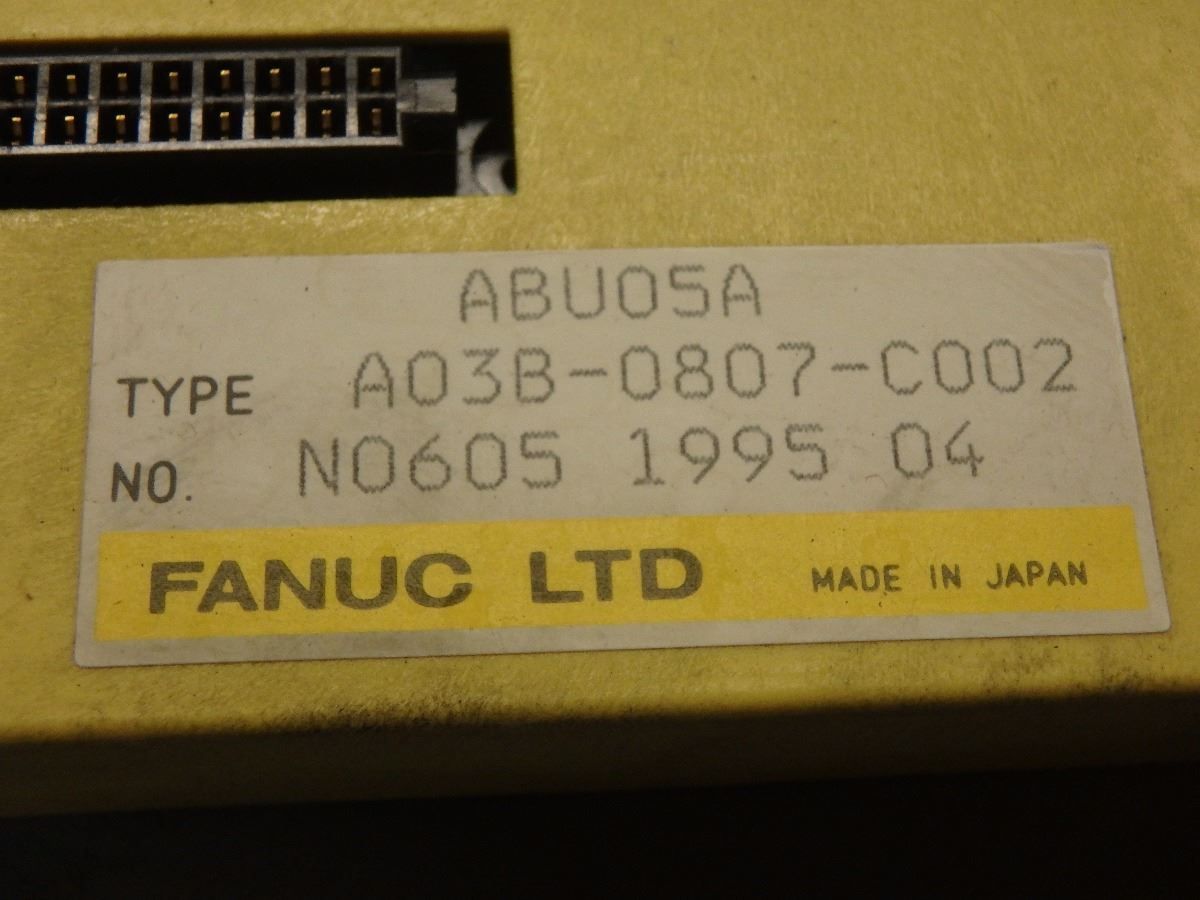 ABU05A
TYPE A03B-0807-C002
NO. N0605 1995 04
FANUC LTD MADE IN JAPAN